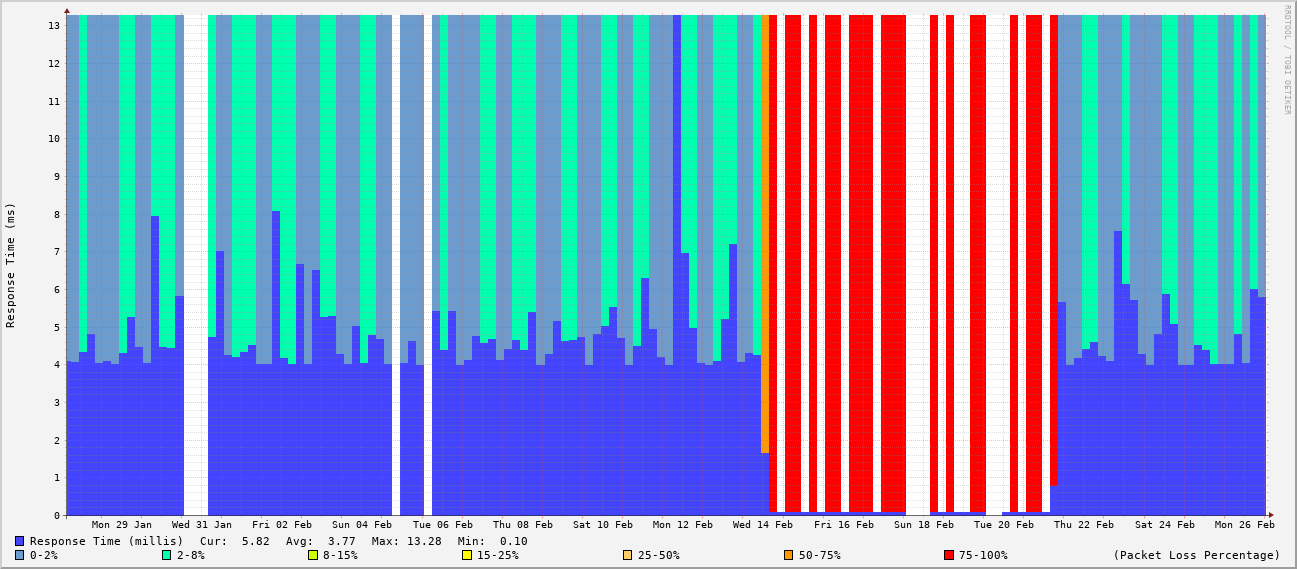 RRDTOOL / TOBI OETIKER
Response Time (ms)
13
12
11
10
9
8
7
6
5
4
3
2
1
0
Mon 29 Jan Wed 31 Jan Fri 02 Feb Sun 04 Feb Tue 06 Feb Thu 08 Feb Sat 10 Feb Mon 12 Feb Wed 14 Feb Fri 16 Feb Sun 18 Feb Tue 20 Feb Thu 22 Feb Sat 24 Feb Mon 26 Feb
Response Time (millis) Cur: 5.82 Avg: 3.77 Max: 13.28 Min: 0.10
0-2% 2-8% 8-15% 15-25% 25-50% 50-75% 75-100% (Packet Loss Percentage)